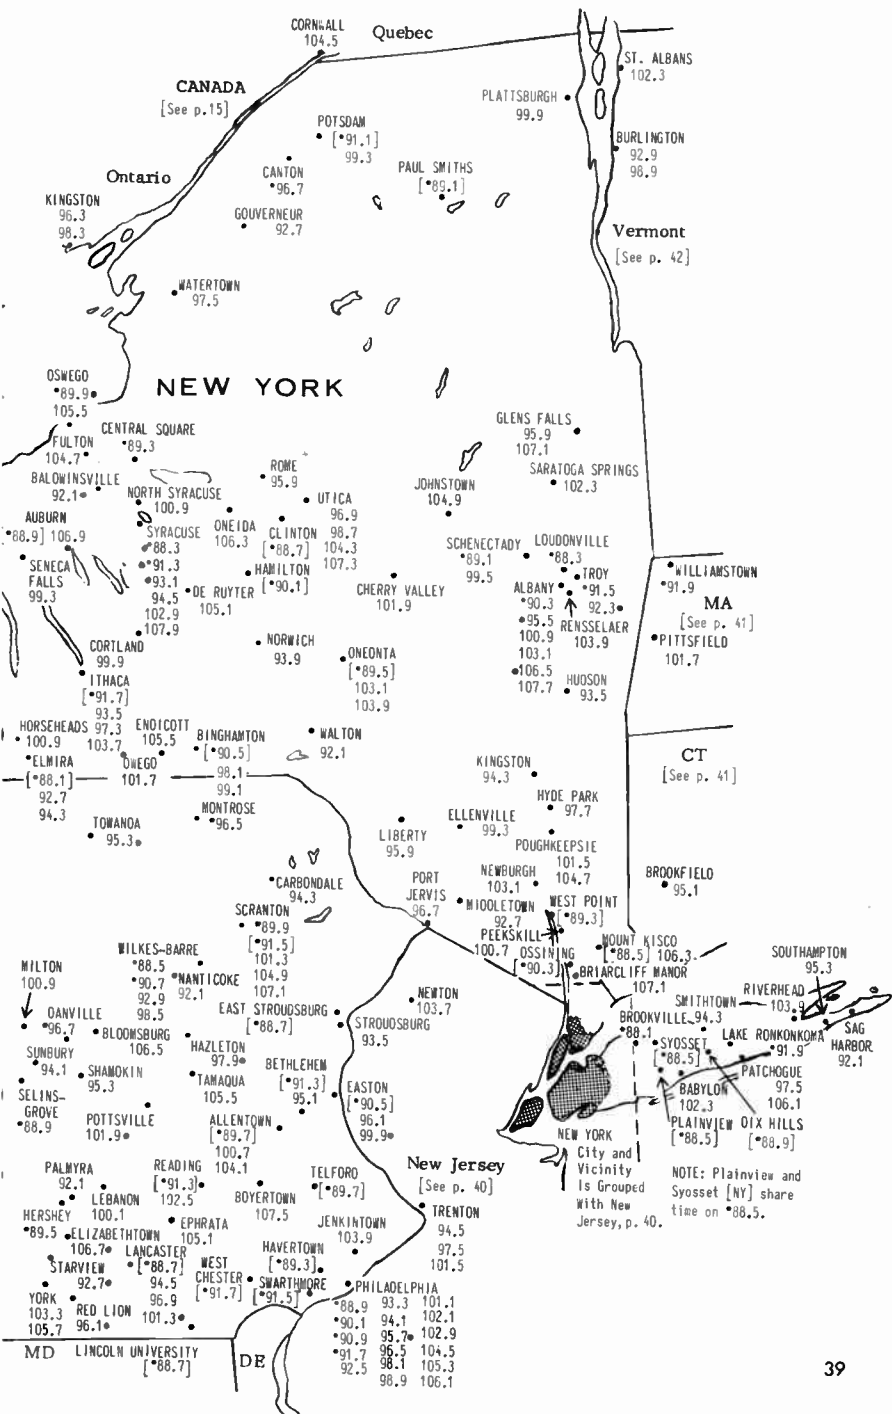 CORNWALL
104.5
Quebec
ST. ALBANS
102.3
CANADA
[See p.15]
PLATTSBURGH
99.9
POTSDAM
[•91.1]
99.3
BURLINGTON
92.9
98.9
CANTON
•96.7
PAUL SMITHS
[•89.1]
Ontario
KINGSTON
96.3
98.3
GOUVERNEUR
92.7
Vermont
[See p. 42]
WATERTOWN
97.5
OSWEGO
•89.9•
105.5
NEW YORK
FULTON
104.7
CENTRAL SQUARE
•89.3
GLENS FALLS
95.9
107.1
BALDWINSVILLE
92.1•
ROME
95.9
SARATOGA SPRINGS
102.3
NORTH SYRACUSE
100.9
UTICA
96.9
98.7
104.3
107.3
JOHNSTOWN
104.9
AUBURN
[•88.9] 106.9
SYRACUSE
•88.3
•91.3
•93.1
94.5
102.9
107.9
ONEIDA
106.3
CLINTON
[•88.7]
SCHENECTADY
•89.1
99.5
LOUDONVILLE
•88.3
SENECA
FALLS
99.3
HAMILTON
[•90.1]
TROY
•91.5
92.3•
WILLIAMSTOWN
•91.9
DE RUYTER
105.1
CHERRY VALLEY
101.9
ALBANY
•90.3
•95.5
100.9
103.1
•106.5
107.7
RENSSELAER
103.9
MA
[See p. 41]
PITTSFIELD
101.7
CORTLAND
99.9
NORWICH
93.9
ONEONTA
[•89.5]
103.1
103.9
HUDSON
93.5
ITHACA
[•91.7]
93.5
97.3
103.7
HORSEHEADS
100.9
ENDICOTT
105.5
BINGHAMTON
[•90.5]
98.1
99.1
WALTON
92.1
ELMIRA
[•88.1]
92.7
94.3
OWEGO
101.7
KINGSTON
94.3
CT
[See p. 41]
HYDE PARK
97.7
TOWANDA
95.3•
MONTROSE
•96.5
LIBERTY
95.9
ELLENVILLE
99.3
POUGHKEEPSIE
101.5
104.7
CARBONDALE
94.3
PORT
JERVIS
96.7
NEWBURGH
103.1
BROOKFIELD
95.1
MIDDLETOWN
92.7
WEST POINT
[•89.3]
SCRANTON
•89.9
[•91.5]
101.3
104.9
107.1
PEEKSKILL
100.7
OSSINING
[•90.3]
MOUNT KISCO
[•88.5] 106.3
BRIARCLIFF MANOR
107.1
WILKES-BARRE
•88.5
•90.7
92.9
98.5
NANTICOKE
92.1
SOUTHAMPTON
95.3
MILTON
100.9
NEWTON
103.7
SMITHTOWN
94.3
RIVERHEAD
103.9
DANVILLE
•96.7
EAST STROUDSBURG
[•88.7]
STROUDSBURG
93.5
BROOKVILLE
88.1
LAKE RONKONKOMA
91.9
SAG
HARBOR
92.1
BLOOMSBURG
106.5
SYOSSET
[•88.5]
SUNBURY
94.1
HAZLETON
97.9•
SHAMOKIN
95.3
TAMAQUA
105.5
BETHLEHEM
[•91.3]
95.1
EASTON
[•90.5]
96.1
99.9•
PATCHOGUE
97.5
106.1
BABYLON
102.3
SELINS-
GROVE
•88.9
POTTSVILLE
101.9•
ALLENTOWN
[•89.7]
100.7
104.1
PLAINVIEW
[•88.5]
DIX HILLS
[•88.9]
NEW YORK
City and
Vicinity
Is Grouped
With New
Jersey, p. 40.
NOTE: Plainview and
Syosset [NY] share
time on •88.5.
PALMYRA
92.1
READING
[•91.3]
102.5
TELFORD
[•89.7]
New Jersey
[See p. 40]
LEBANON
100.1
BOYERTOWN
107.5
TRENTON
94.5
97.5
101.5
HERSHEY
•89.5
EPHRATA
105.1
JENKINTOWN
103.9
ELIZABETHTOWN
106.7•
LANCASTER
[•88.7]
94.5
96.9
101.3•
WEST
CHESTER
[•91.7]
HAVERTOWN
[•89.3]
STARVIEW
92.7•
SWARTHMORE
[•91.5]
PHILADELPHIA
•88.9 93.3 101.1
•90.1 94.1 102.1
•90.9 95.7• 102.9
•91.7 96.5 104.5
92.5 98.1 105.3
98.9 106.1
YORK
103.3
105.7
RED LION
96.1•
MD
LINCOLN UNIVERSITY
[•88.7]
DE
39